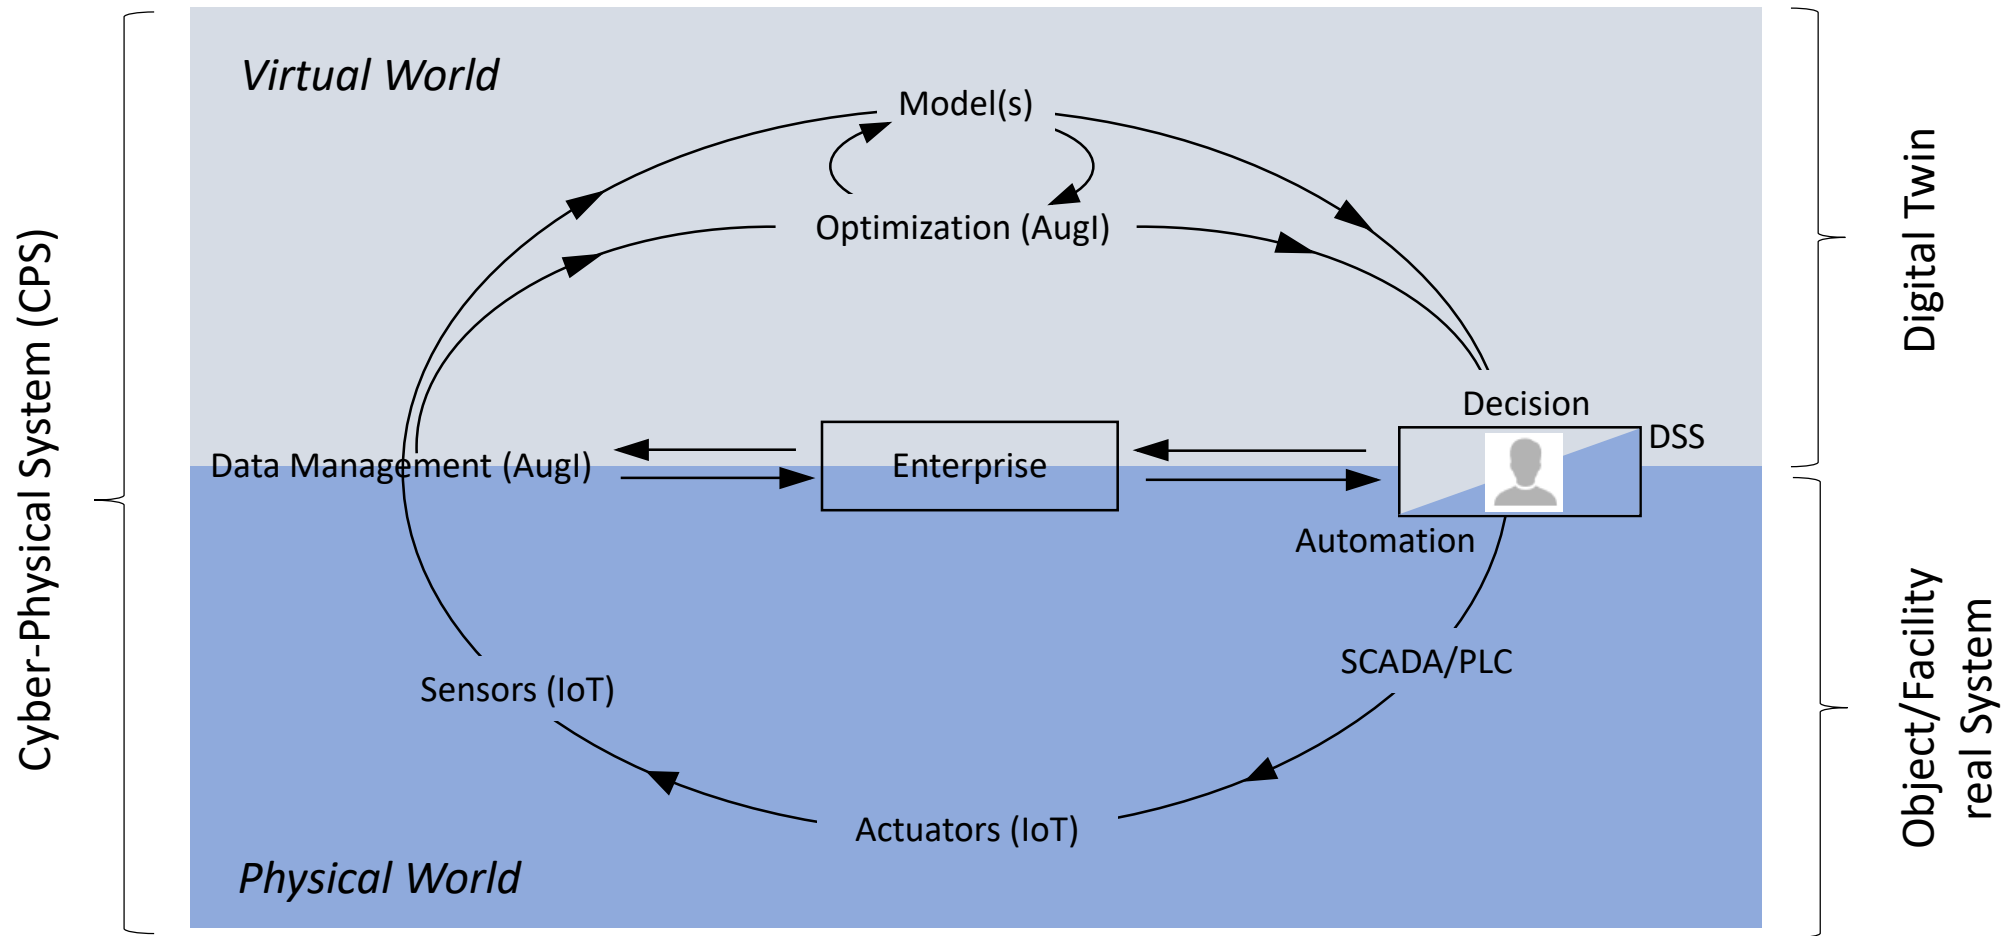 Virtual World
Model(s)
Optimization (AugI)
Decision
DSS
Data Management (AugI)
Enterprise
Automation
SCADA/PLC
Sensors (IoT)
Actuators (IoT)
Physical World
Cyber-Physical System (CPS)
Digital Twin
Object/Facility
real System